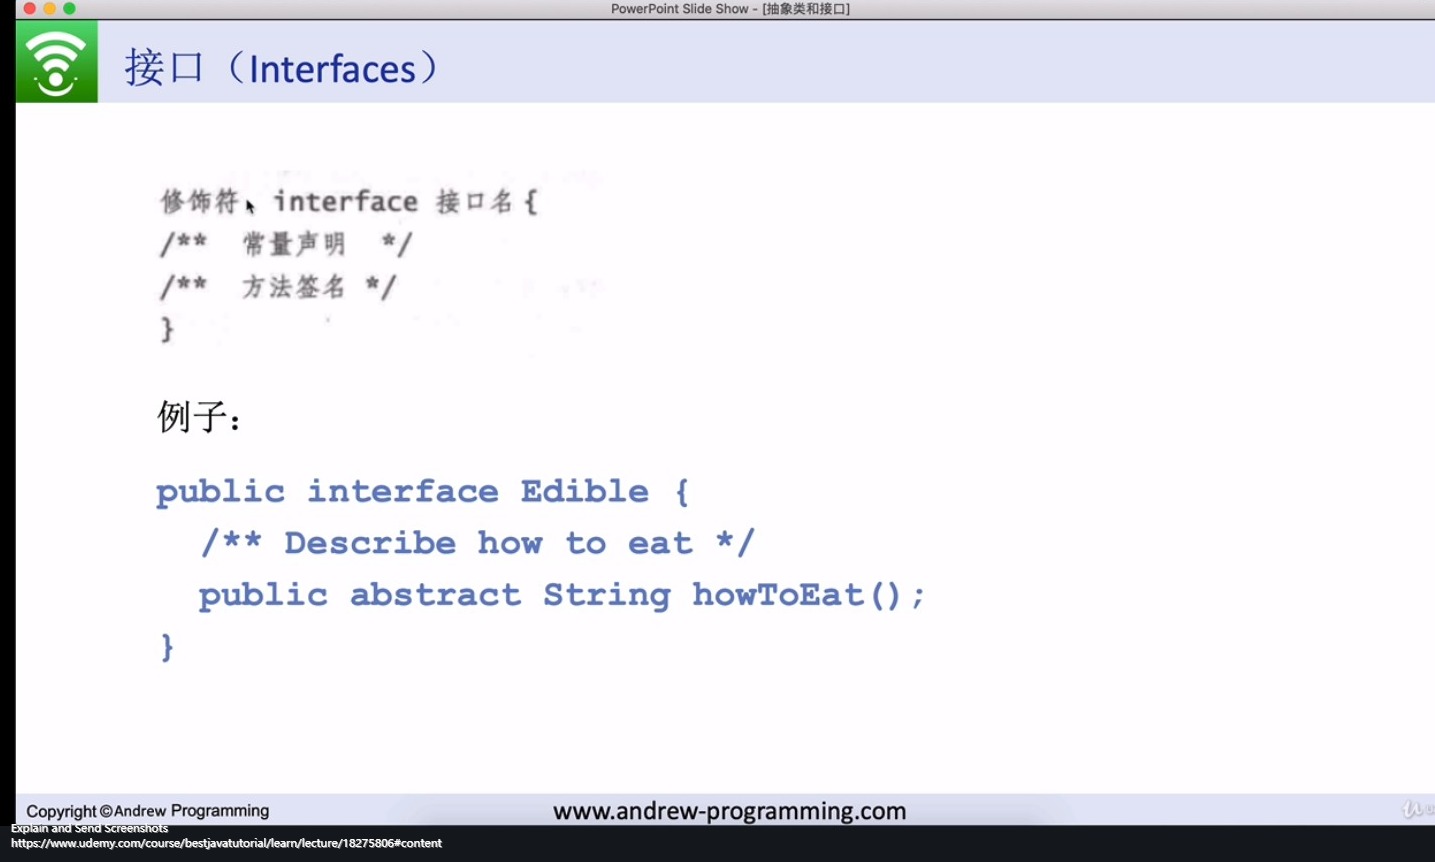 PowerPoint Slide Show - [抽象类和接口]
接口（Interfaces）
修饰符、interface 接口名 {
/** 常量声明 */
/** 方法签名 */
}
例子：
public interface Edible {
/** Describe how to eat */
public abstract String howToEat();
}
Copyright ©Andrew Programming
www.andrew-programming.com
Explain and Send Screenshots
https://www.udemy.com/course/bestjavatutorial/learn/lecture/18275806#content